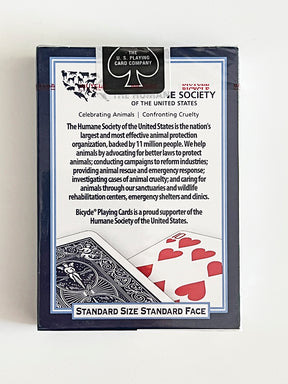 THE
U. S. PLAYING
CARD COMPANY
BICYCLE
THE HUMANE SOCIETY
OF THE UNITED STATES
Celebrating Animals | Confronting Cruelty
The Humane Society of the United States is the nation's
largest and most effective animal protection
organization, backed by 11 million people. We help
animals by advocating for better laws to protect
animals; conducting campaigns to reform industries;
providing animal rescue and emergency response;
investigating cases of animal cruelty; and caring for
animals through our sanctuaries and wildlife
rehabilitation centers, emergency shelters and clinics.
Bicycle® Playing Cards is a proud supporter of the
Humane Society of the United States.
STANDARD SIZE STANDARD FACE